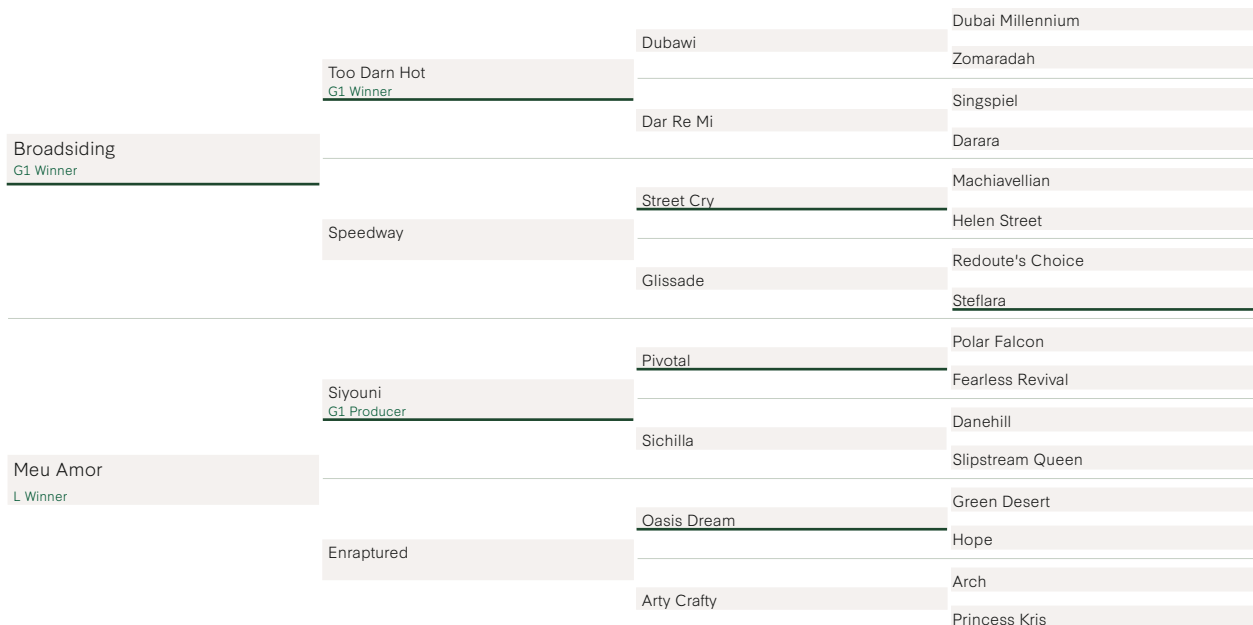 Broadsiding
G1 Winner
Too Darn Hot
G1 Winner
Dubawi
Dubai Millennium
Zomaradah
Dar Re Mi
Singspiel
Darara
Speedway
Street Cry
Machiavellian
Helen Street
Glissade
Redoute's Choice
Steflara
Meu Amor
L Winner
Siyouni
G1 Producer
Pivotal
Polar Falcon
Fearless Revival
Sichilla
Danehill
Slipstream Queen
Enraptured
Oasis Dream
Green Desert
Hope
Arty Crafty
Arch
Princess Kris